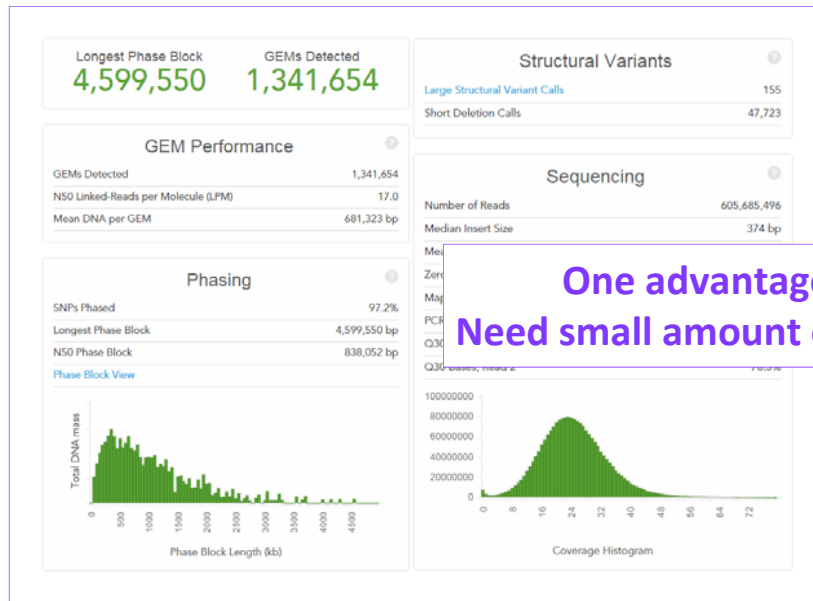 Longest Phase Block
4,599,550
GEMs Detected
1,341,654
GEM Performance
GEMs Detected 1,341,654
N50 Linked-Reads per Molecule (LPM) 17.0
Mean DNA per GEM 681,323 bp
Phasing
SNPs Phased 97.2%
Longest Phase Block 4,599,550 bp
N50 Phase Block 838,052 bp
Phase Block View
Total DNA mass
0 500 1000 1500 2000 2500 3000 3500 4000 4500
Phase Block Length (kb)
Structural Variants
Large Structural Variant Calls 155
Short Deletion Calls 47,723
Sequencing
Number of Reads 605,685,496
Median Insert Size 374 bp
One advantage
Need small amount
100000000
80000000
60000000
40000000
20000000
0
0 8 16 24 32 40 48 56 64 72
Coverage Histogram